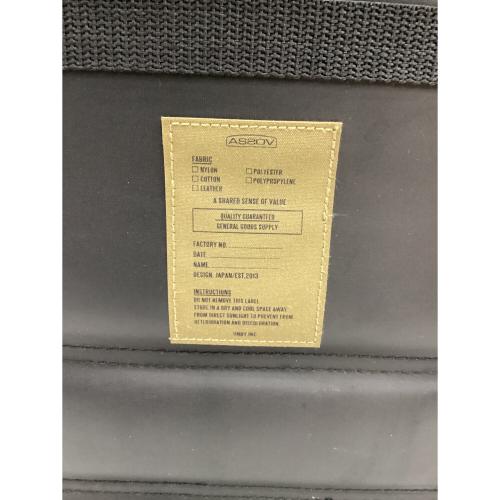 AS2OV
FABRIC
NYLON POLYESTER
COTTON POLYPROPYLENE
LEATHER
A SHARED SENSE OF VALUE
QUALITY GUARANTEED
GENERAL GOODS SUPPLY
FACTORY NO.
DATE
NAME
DESIGN. JAPAN/EST.2013
INSTRUCTIONS
DO NOT REMOVE THIS LABEL
STORE IN A DRY AND COOL SPACE AWAY
FROM DIRECT SUNLIGHT TO PREVENT FROM
DETERIORATION AND DISCOLORATION.
UNBY INC.